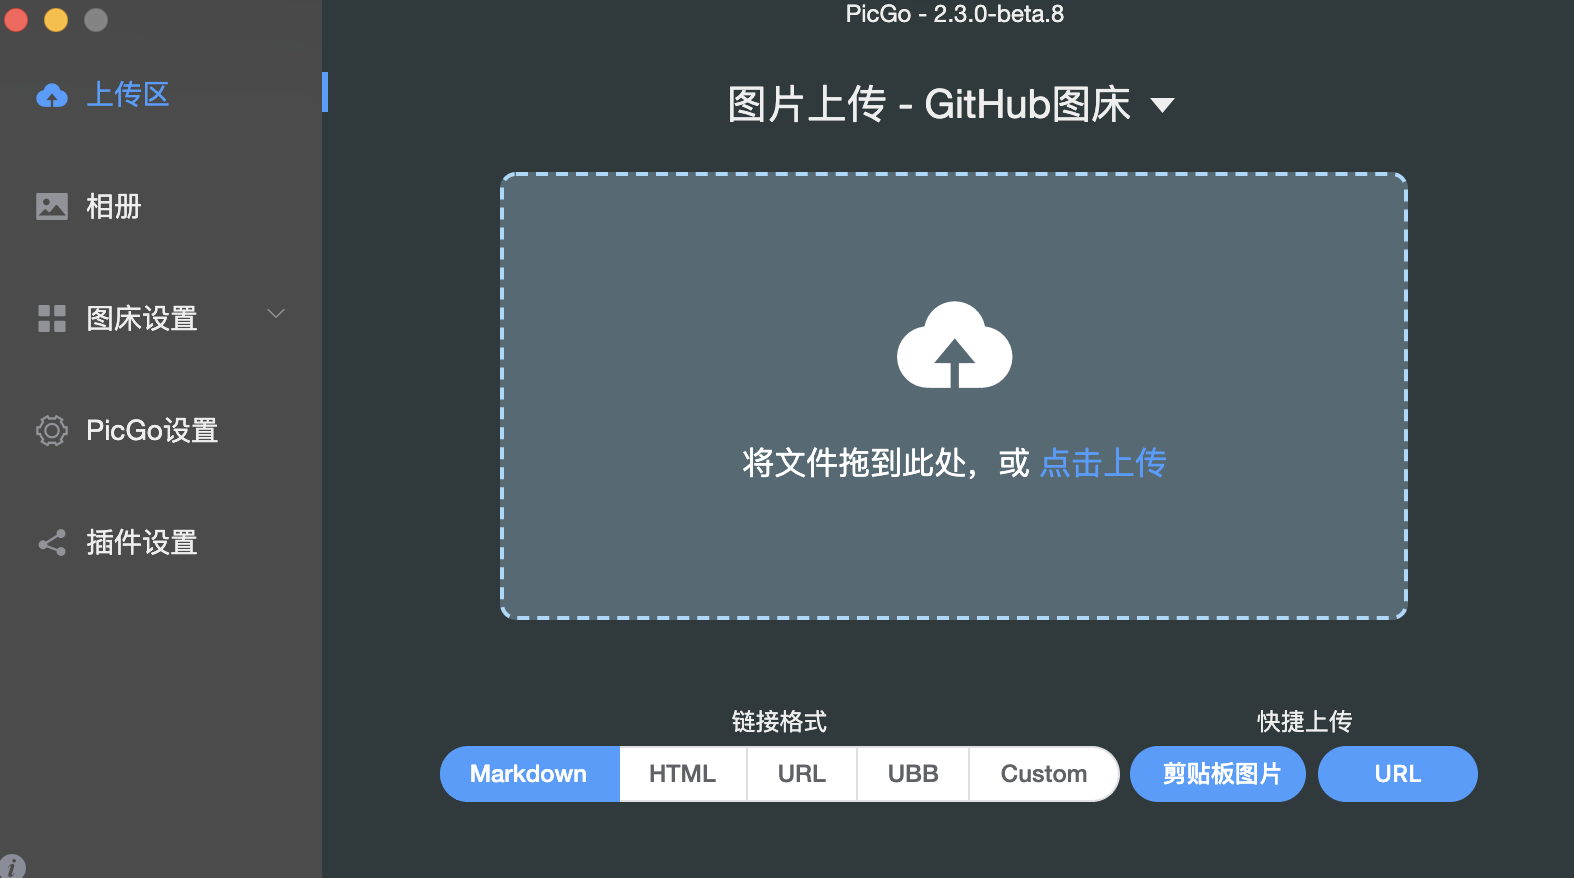 PicGo - 2.3.0-beta.8
上传区
相册
图床设置
PicGo设置
插件设置
图片上传 - GitHub图床
将文件拖到此处，或 点击上传
链接格式
Markdown HTML URL UBB Custom
快捷上传
剪贴板图片 URL
i